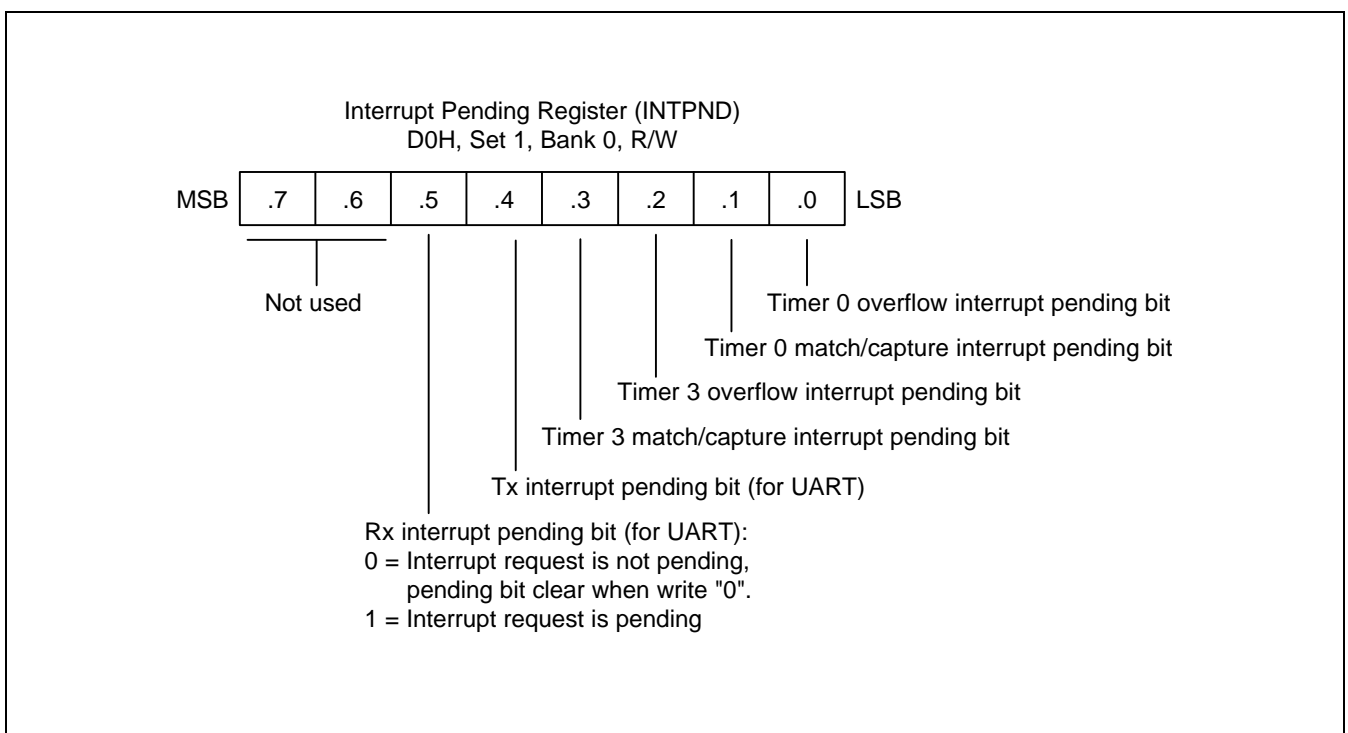 Interrupt Pending Register (INTPND)
D0H, Set 1, Bank 0, R/W
MSB .7 .6 .5 .4 .3 .2 .1 .0 LSB
Not used
Timer 0 overflow interrupt pending bit
Timer 0 match/capture interrupt pending bit
Timer 3 overflow interrupt pending bit
Timer 3 match/capture interrupt pending bit
Tx interrupt pending bit (for UART)
Rx interrupt pending bit (for UART):
0 = Interrupt request is not pending,
pending bit clear when write "0".
1 = Interrupt request is pending